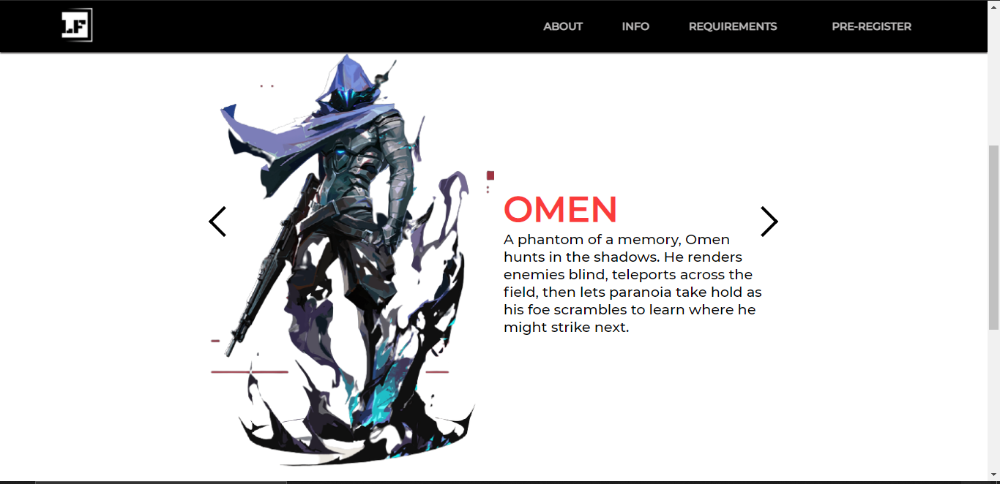 LF
ABOUT INFO REQUIREMENTS PRE-REGISTER
OMEN
A phantom of a memory, Omen
hunts in the shadows. He renders
enemies blind, teleports across the
field, then lets paranoia take hold as
his foe scrambles to learn where he
might strike next.